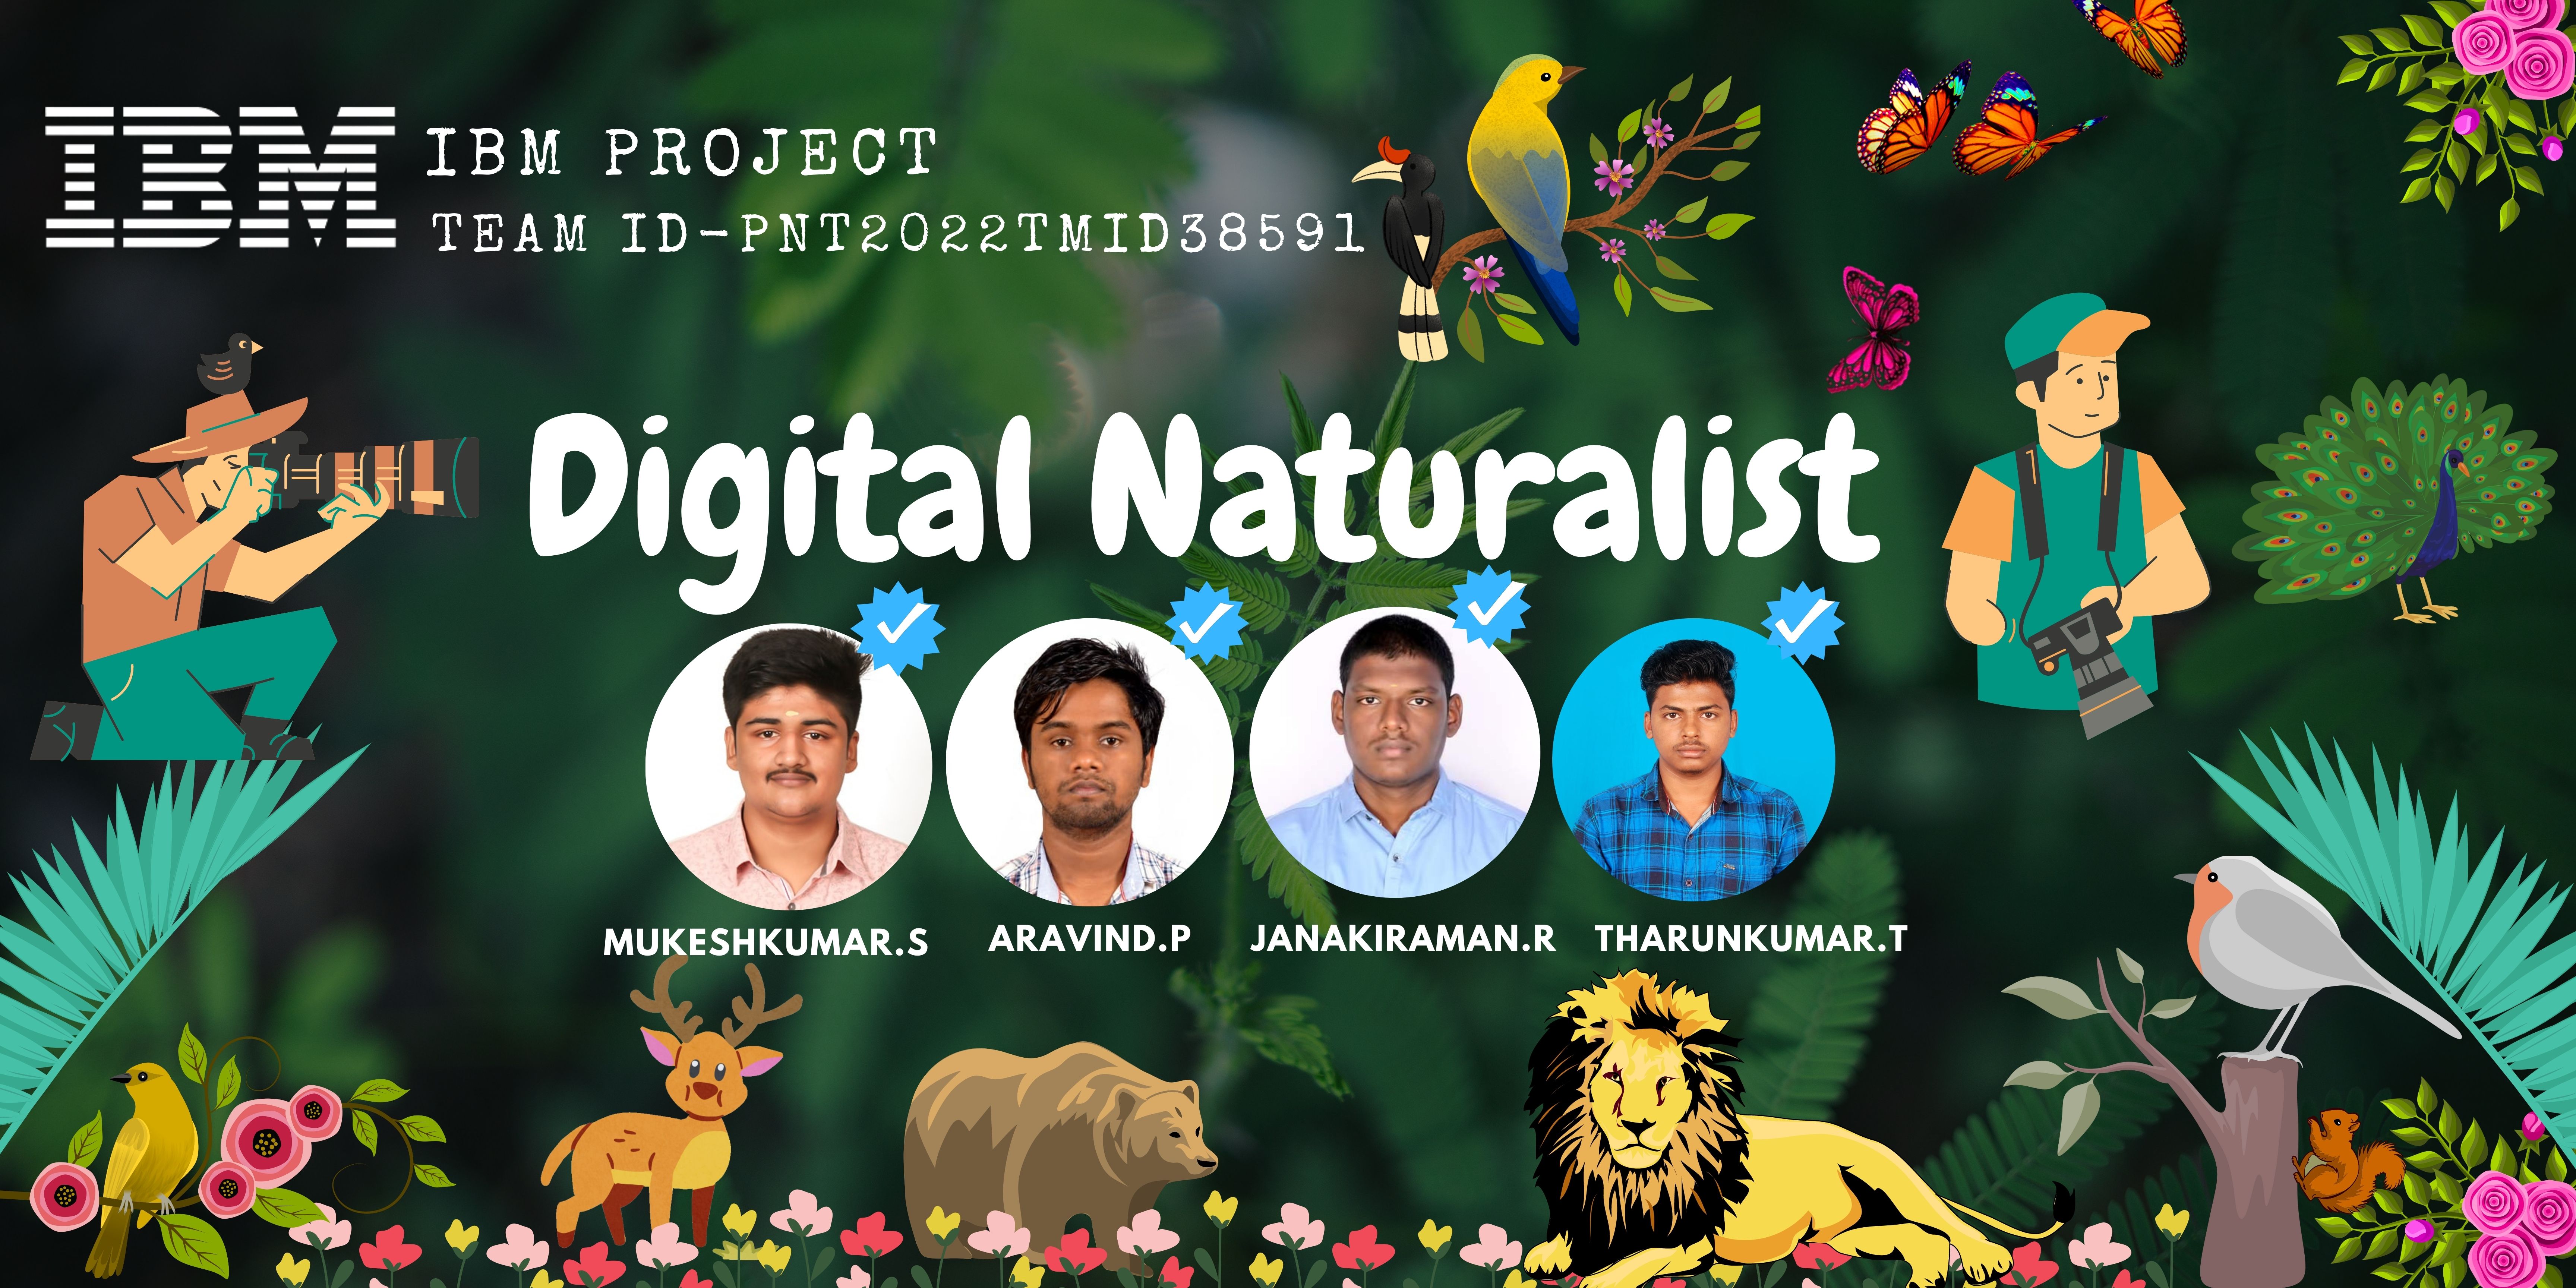 IBM
IBM PROJECT
TEAM ID-PNT2022TMID38591
Digital Naturalist
MUKESHKUMAR.S
ARAVIND.P
JANAKIRAMAN.R
THARUNKUMAR.T